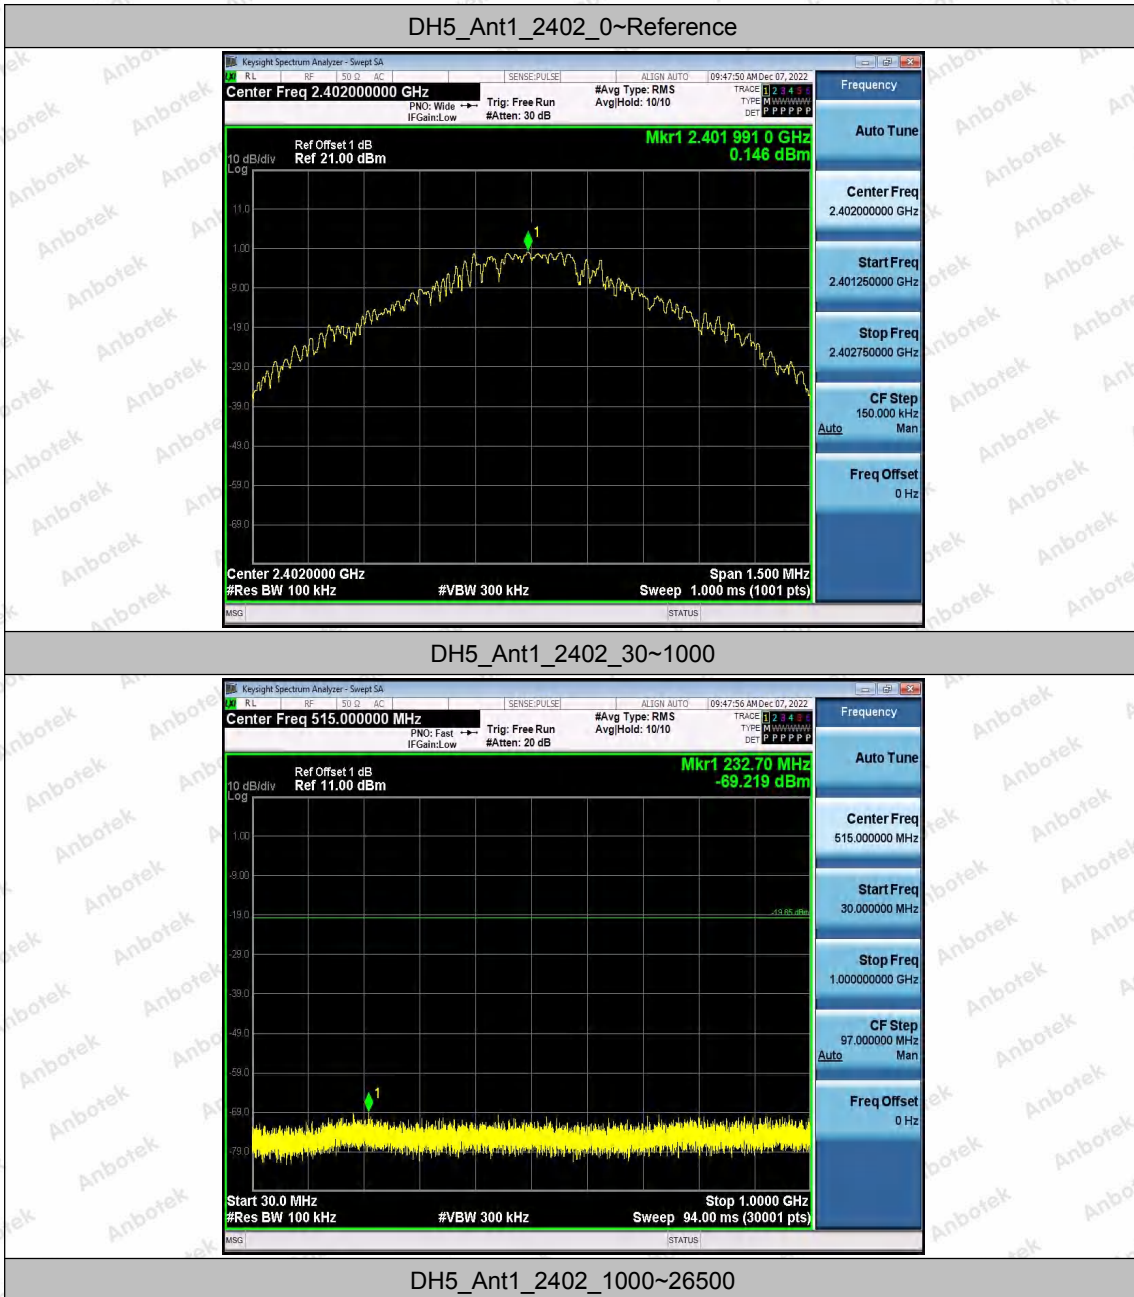 DH5_Ant1_2402_0~Reference
Keysight Spectrum Analyzer - Swept SA
LXI RL RF 50 Ω AC SENSE:PULSE ALIGN AUTO 09:47:50 AM Dec 07, 2022
Center Freq 2.402000000 GHz
PNO: Wide
IFGain:Low
Trig: Free Run
#Atten: 30 dB
#Avg Type: RMS
Avg|Hold: 10/10
TRACE 1 2 3 4 5 6
TYPE M WWWWW
DET P P P P P P
Mkr1 2.401 991 0 GHz
0.146 dBm
Ref Offset 1 dB
10 dB/div Ref 21.00 dBm
Log
11.0
1
1.00
-9.00
-19.0
-29.0
-39.0
-49.0
-59.0
-69.0
Center 2.4020000 GHz Span 1.500 MHz
#Res BW 100 kHz #VBW 300 kHz Sweep 1.000 ms (1001 pts)
MSG STATUS
Frequency
Auto Tune
Center Freq
2.402000000 GHz
Start Freq
2.401250000 GHz
Stop Freq
2.402750000 GHz
CF Step
150.000 kHz
Auto Man
Freq Offset
0 Hz
DH5_Ant1_2402_30~1000
Keysight Spectrum Analyzer - Swept SA
LXI RL RF 50 Ω AC SENSE:PULSE ALIGN AUTO 09:47:56 AM Dec 07, 2022
Center Freq 515.000000 MHz
PNO: Fast
IFGain:Low
Trig: Free Run
#Atten: 20 dB
#Avg Type: RMS
Avg|Hold: 10/10
TRACE 1 2 3 4 5 6
TYPE M WWWWW
DET P P P P P P
Mkr1 232.70 MHz
-69.219 dBm
Ref Offset 1 dB
10 dB/div Ref 11.00 dBm
Log
1.00
-9.00
-19.0
-19.85 dBm
-29.0
-39.0
-49.0
-59.0
1
-69.0
-79.0
Start 30.0 MHz Stop 1.0000 GHz
#Res BW 100 kHz #VBW 300 kHz Sweep 94.00 ms (30001 pts)
MSG STATUS
Frequency
Auto Tune
Center Freq
515.000000 MHz
Start Freq
30.000000 MHz
Stop Freq
1.000000000 GHz
CF Step
97.000000 MHz
Auto Man
Freq Offset
0 Hz
DH5_Ant1_2402_1000~26500
Anbotek